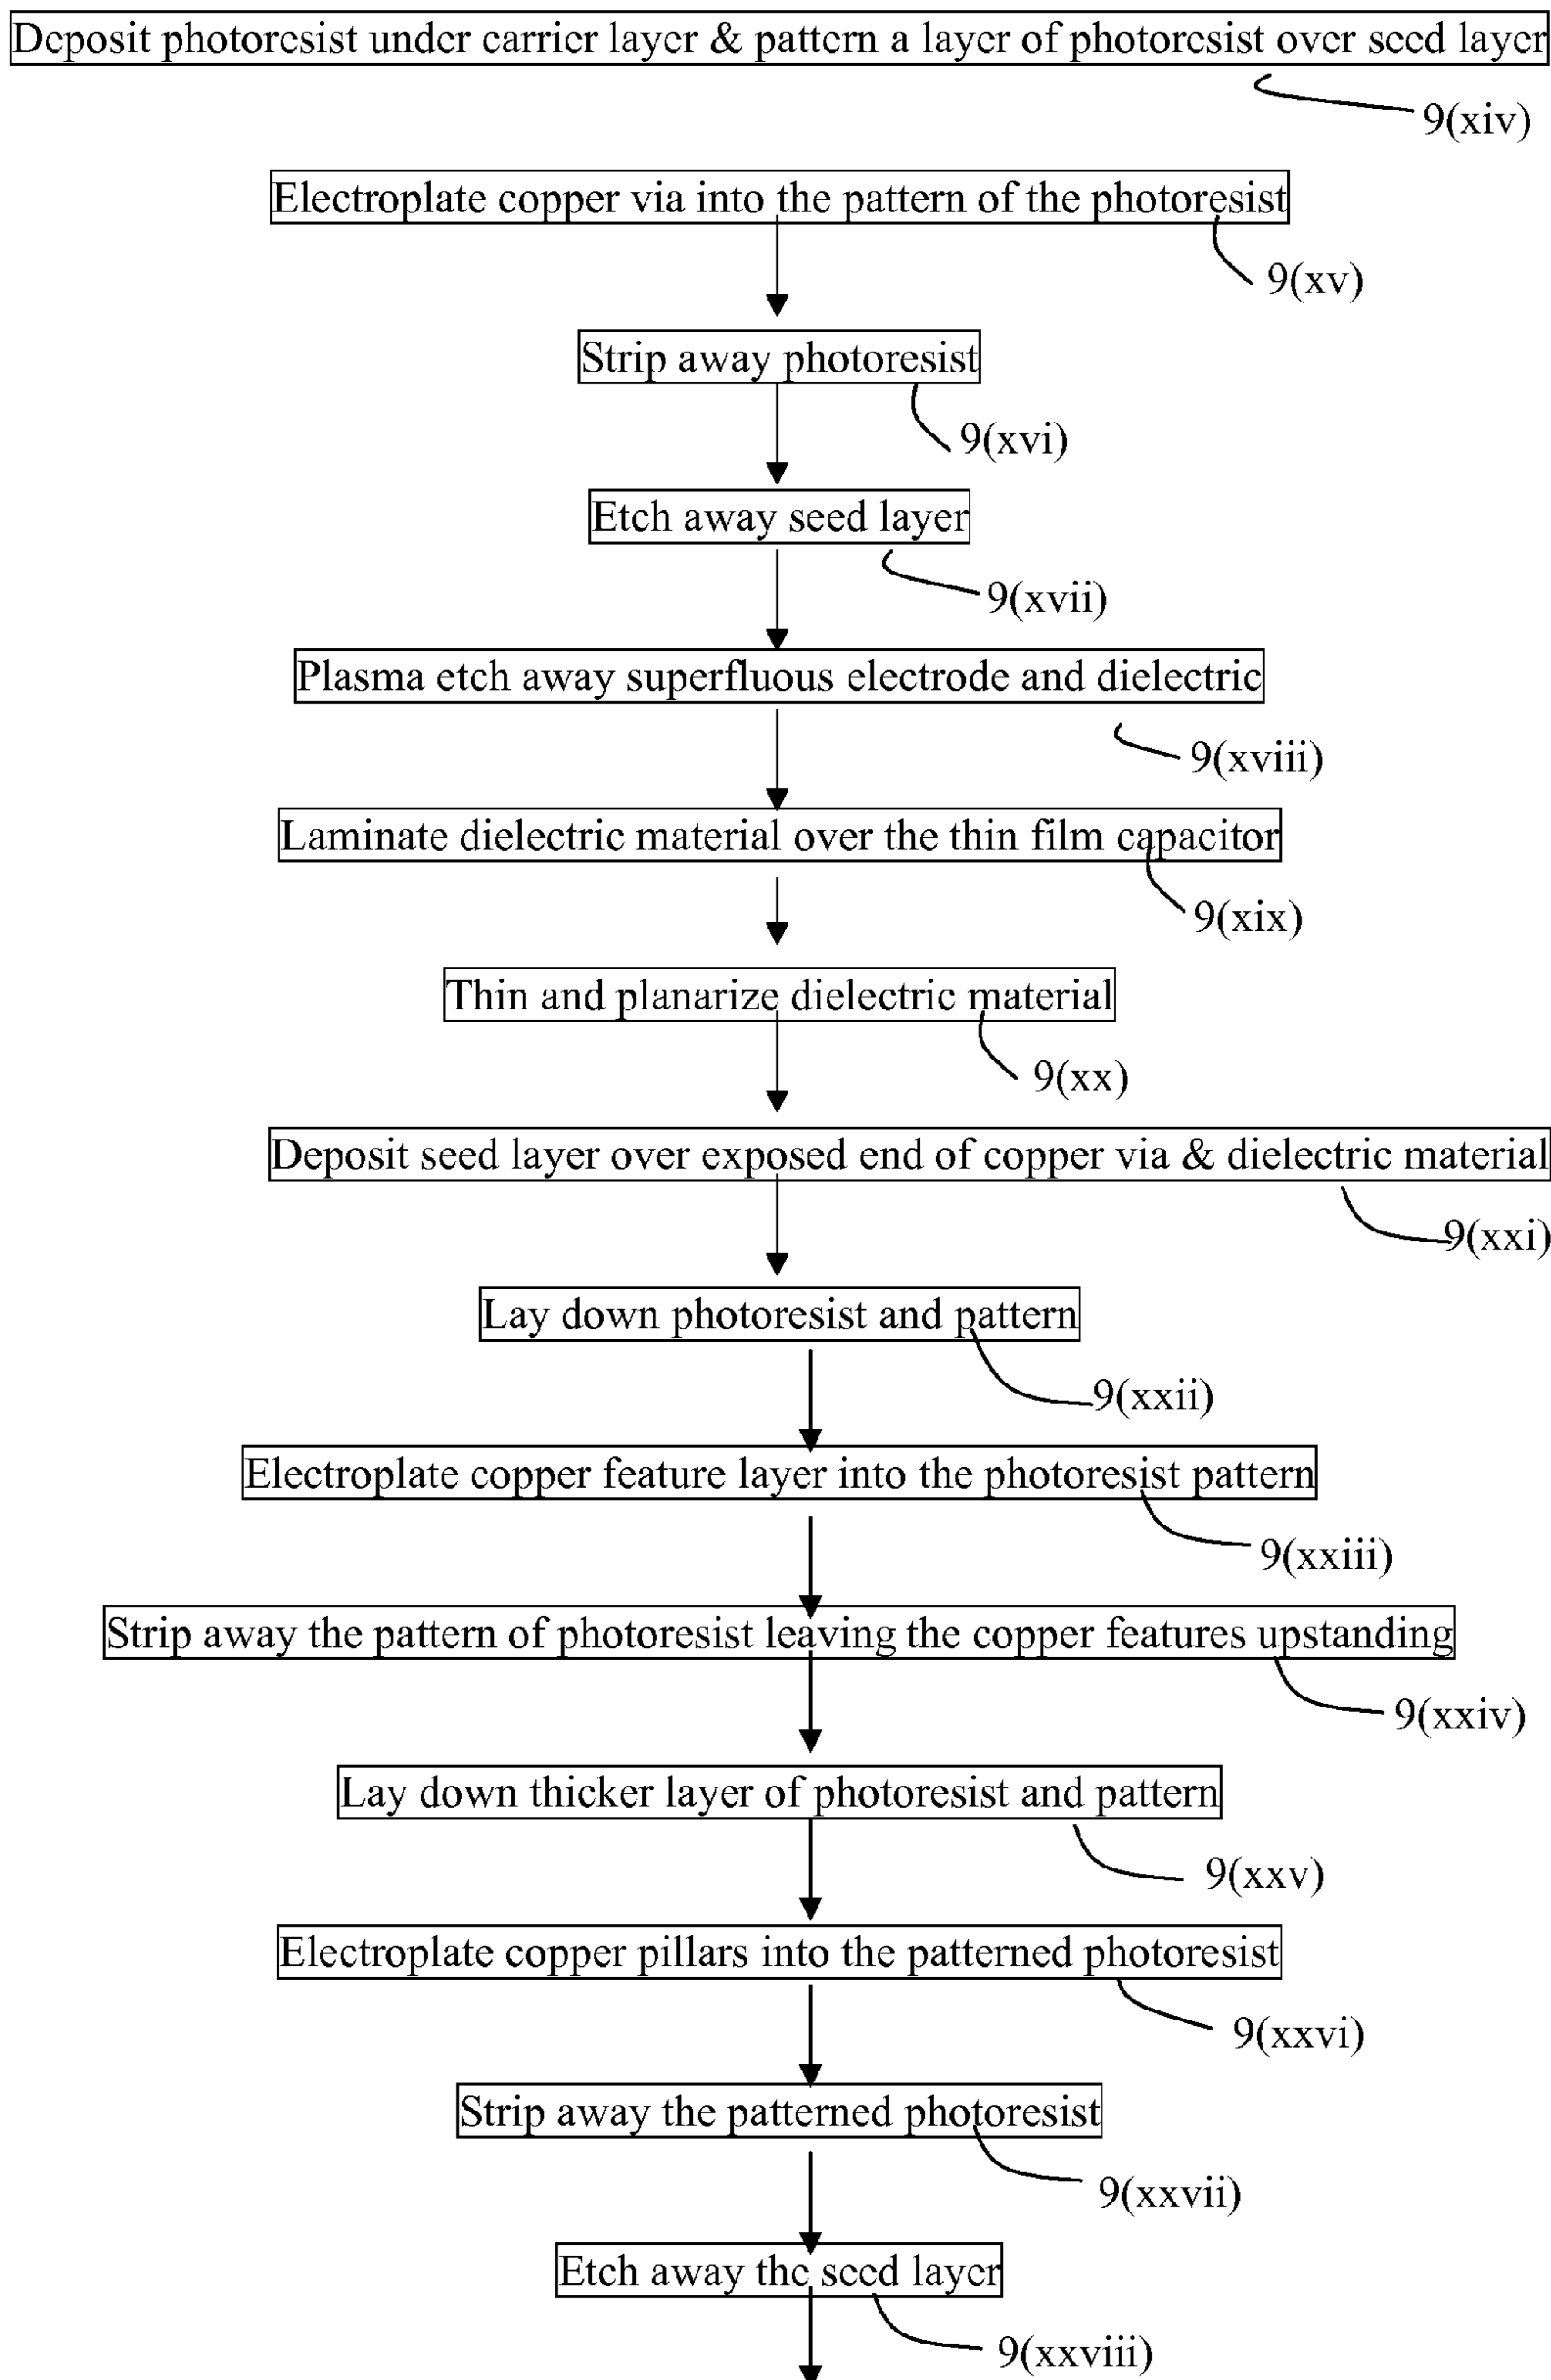 Deposit photoresist under carrier layer & pattern a layer of photoresist over seed layer
9(xiv)
Electroplate copper via into the pattern of the photoresist
9(xv)
Strip away photoresist
9(xvi)
Etch away seed layer
9(xvii)
Plasma etch away superfluous electrode and dielectric
9(xviii)
Laminate dielectric material over the thin film capacitor
9(xix)
Thin and planarize dielectric material
9(xx)
Deposit seed layer over exposed end of copper via & dielectric material
9(xxi)
Lay down photoresist and pattern
9(xxii)
Electroplate copper feature layer into the photoresist pattern
9(xxiii)
Strip away the pattern of photoresist leaving the copper features upstanding
9(xxiv)
Lay down thicker layer of photoresist and pattern
9(xxv)
Electroplate copper pillars into the patterned photoresist
9(xxvi)
Strip away the patterned photoresist
9(xxvii)
Etch away the seed layer
9(xxviii)